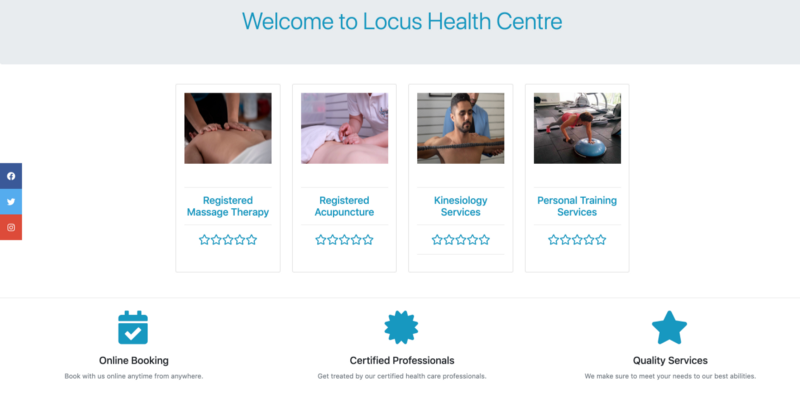 Welcome to Locus Health Centre
Registered
Massage Therapy
Registered
Acupuncture
Kinesiology
Services
Personal Training
Services
Online Booking
Book with us online anytime from anywhere.
Certified Professionals
Get treated by our certified health care professionals.
Quality Services
We make sure to meet your needs to our best abilities.